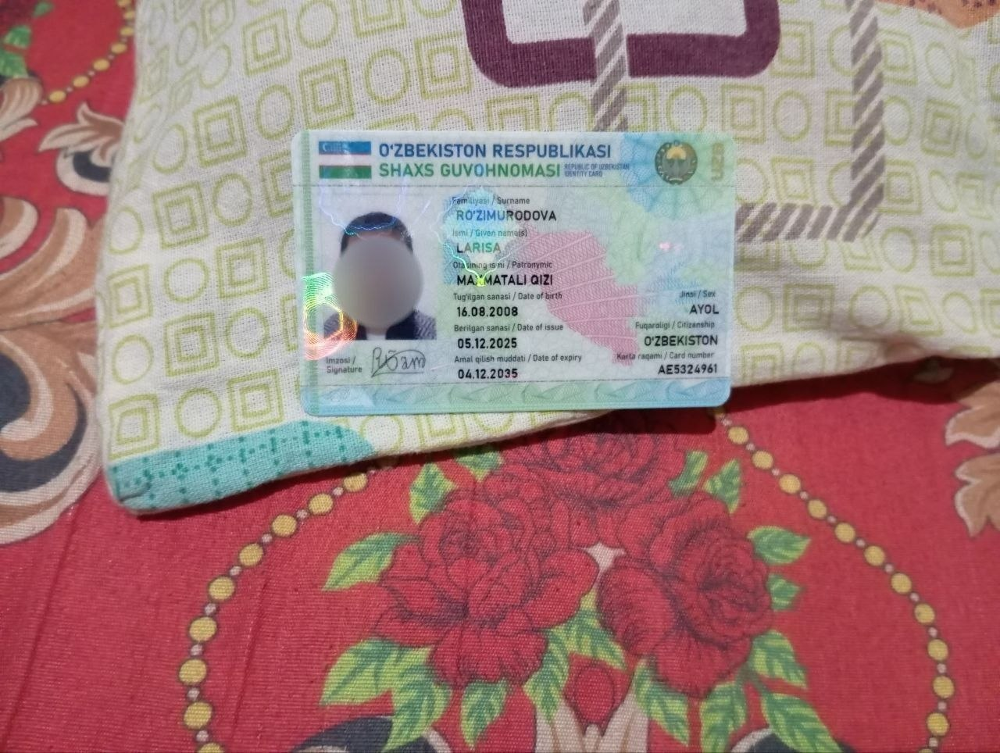 O'ZBEKISTON RESPUBLIKASI
SHAXS GUVOHNOMASI
REPUBLIC OF UZBEKISTAN
IDENTITY CARD
UZB
Familiyasi / Surname
RO'ZIMURODOVA
Ismi / Given name(s)
LARISA
Otasining ismi / Patronymic
MAXMATALI QIZI
Tug'ilgan sanasi / Date of birth
16.08.2008
Jinsi / Sex
AYOL
Berilgan sanasi / Date of issue
05.12.2025
Fuqaroligi / Citizenship
O'ZBEKISTON
Amal qilish muddati / Date of expiry
04.12.2035
Karta raqami / Card number
AE5324961
Imzosi /
Signature